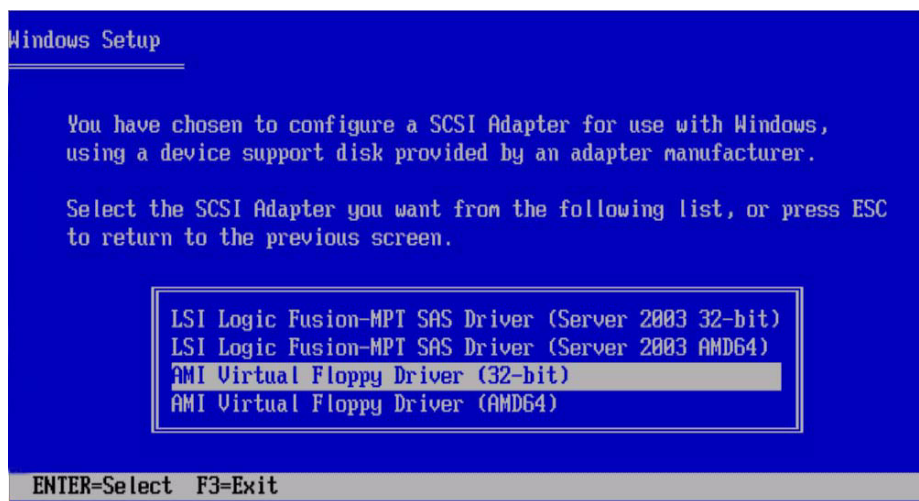 Windows Setup
You have chosen to configure a SCSI Adapter for use with Windows,
using a device support disk provided by an adapter manufacturer.
Select the SCSI Adapter you want from the following list, or press ESC
to return to the previous screen.
LSI Logic Fusion-MPT SAS Driver (Server 2003 32-bit)
LSI Logic Fusion-MPT SAS Driver (Server 2003 AMD64)
AMI Virtual Floppy Driver (32-bit)
AMI Virtual Floppy Driver (AMD64)
ENTER=Select F3=Exit